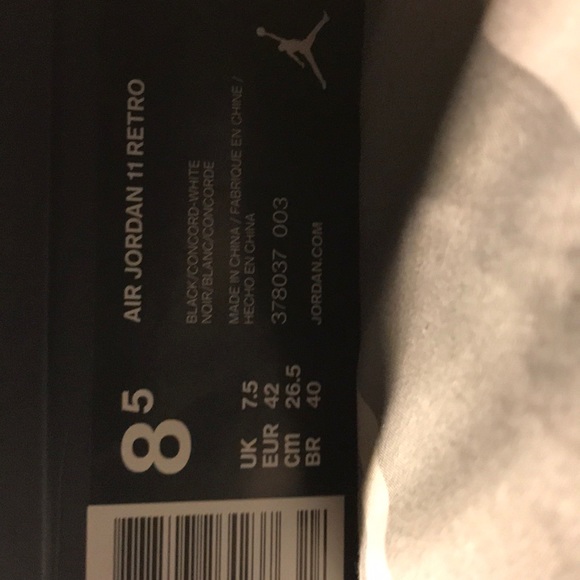 AIR JORDAN 11 RETRO
BLACK/CONCORD-WHITE
NOIR/BLANC/CONCORDE
MADE IN CHINA / FABRIQUE EN CHINE /
HECHO EN CHINA
378037 003
JORDAN.COM
8.5
UK 7.5
EUR 42
cm 26.5
BR 40